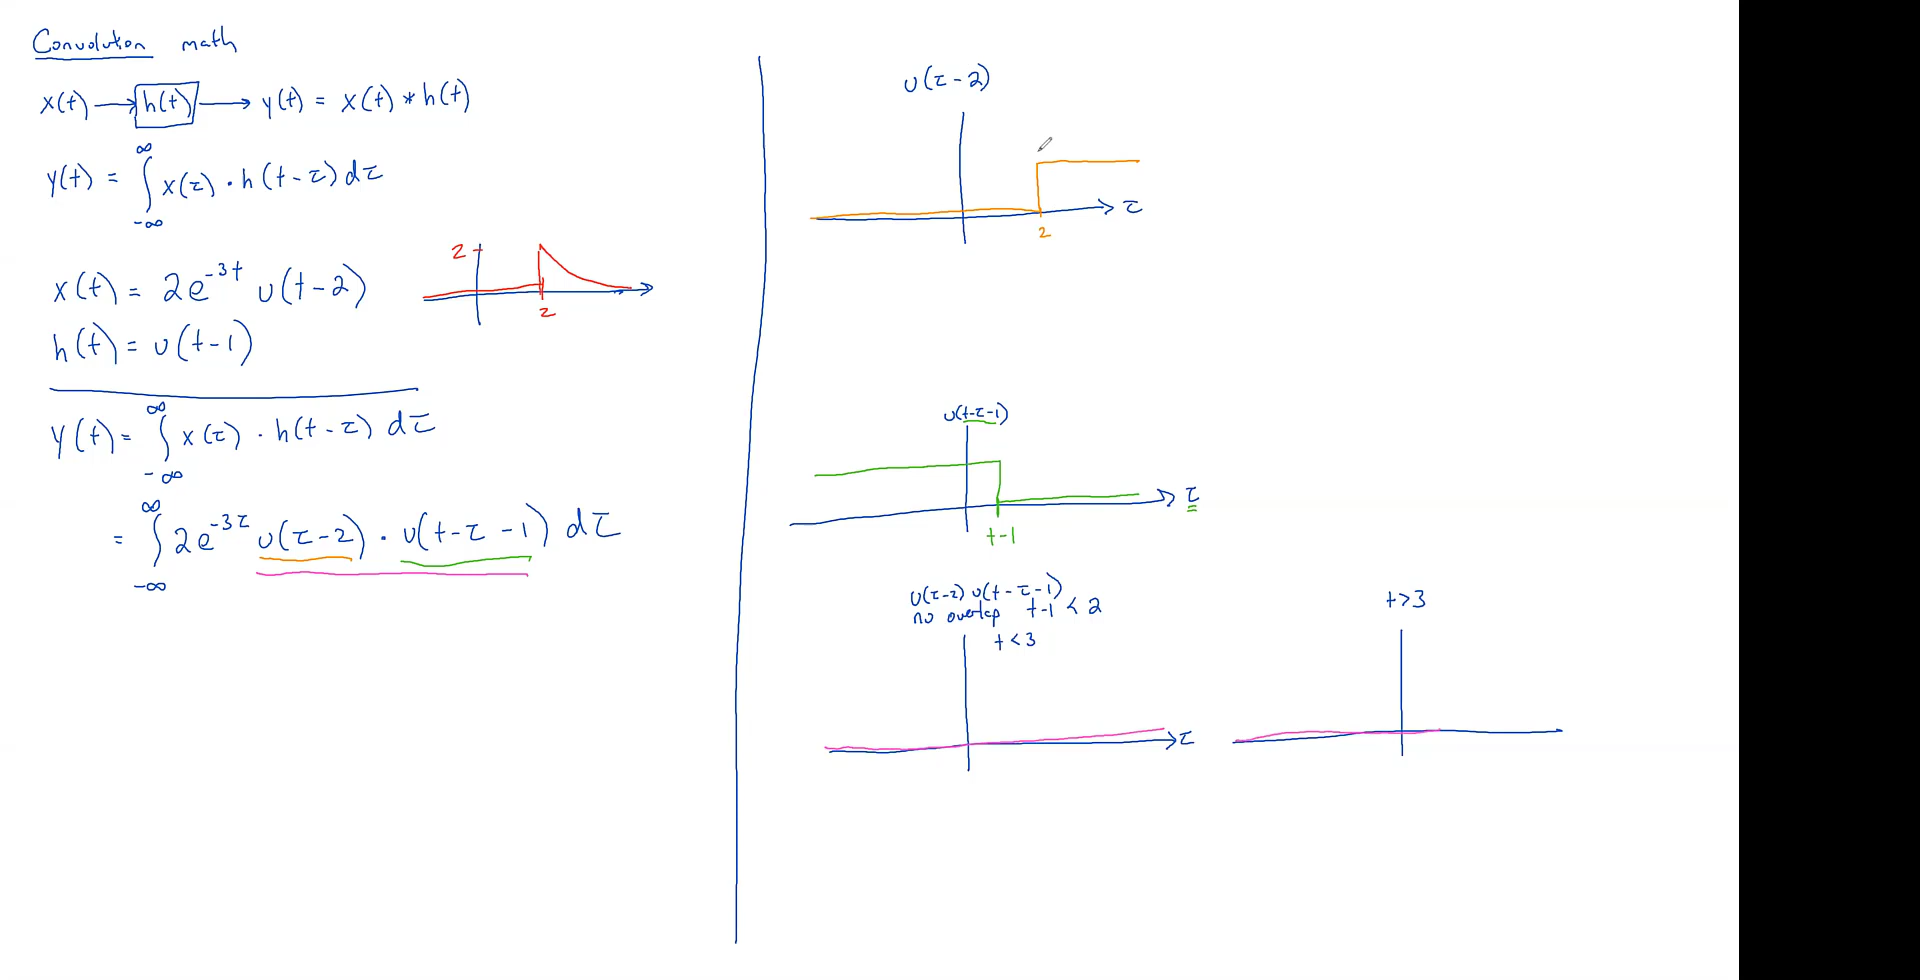 Convolution math
x(t) → h(t) → y(t) = x(t) * h(t)
y(t) = ∫_{-∞}^{∞} x(τ) · h(t-τ) dτ
x(t) = 2e^{-3t} u(t-2)
2
2
h(t) = u(t-1)
y(t) = ∫_{-∞}^{∞} x(τ) · h(t-τ) dτ
= ∫_{-∞}^{∞} 2e^{-3τ} u(τ-2) · u(t-τ-1) dτ
u(τ-2)
τ
2
u(t-τ-1)
τ
t-1
u(τ-2) u(t-τ-1)
no overlap t-1 < 2
t < 3
τ
t > 3